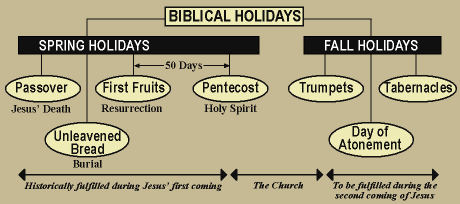 BIBLICAL HOLIDAYS
SPRING HOLIDAYS
FALL HOLIDAYS
50 Days
Passover
First Fruits
Pentecost
Trumpets
Tabernacles
Jesus' Death
Resurrection
Holy Spirit
Unleavened
Bread
Burial
Day of
Atonement
Historically fulfilled during Jesus' first coming
The Church
To be fulfilled during the
second coming of Jesus